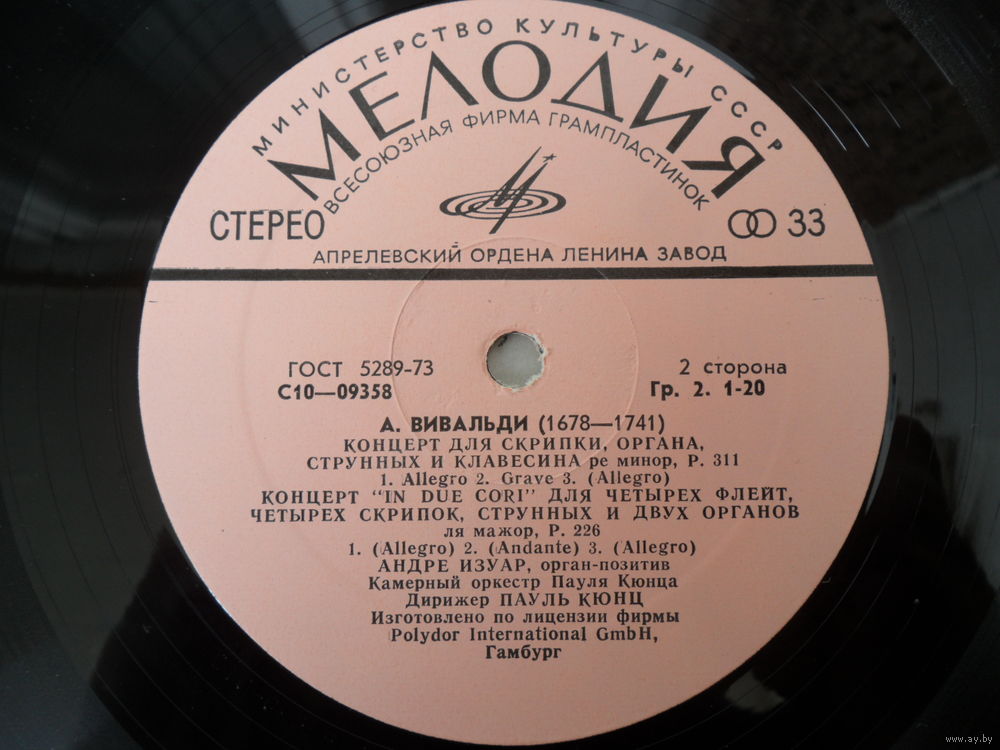 МИНИСТЕРСТВО КУЛЬТУРЫ СССР
МЕЛОДИЯ
ВСЕСОЮЗНАЯ ФИРМА ГРАМПЛАСТИНОК
СТЕРЕО
33
АПРЕЛЕВСКИЙ ОРДЕНА ЛЕНИНА ЗАВОД
ГОСТ 5289-73
2 сторона
С10—09358
Гр. 2. 1-20
А. ВИВАЛЬДИ (1678—1741)
КОНЦЕРТ ДЛЯ СКРИПКИ, ОРГАНА,
СТРУННЫХ И КЛАВЕСИНА ре минор, Р. 311
1. Allegro 2. Grave 3. (Allegro)
КОНЦЕРТ "IN DUE CORI" ДЛЯ ЧЕТЫРЕХ ФЛЕЙТ,
ЧЕТЫРЕХ СКРИПОК, СТРУННЫХ И ДВУХ ОРГАНОВ
ля мажор, Р. 226
1. (Allegro) 2. (Andante) 3. (Allegro)
АНДРЕ ИЗУАР, орган-позитив
Камерный оркестр Пауля Кюнца
Дирижер ПАУЛЬ КЮНЦ
Изготовлено по лицензии фирмы
Polydor International GmbH,
Гамбург
www.ay.by